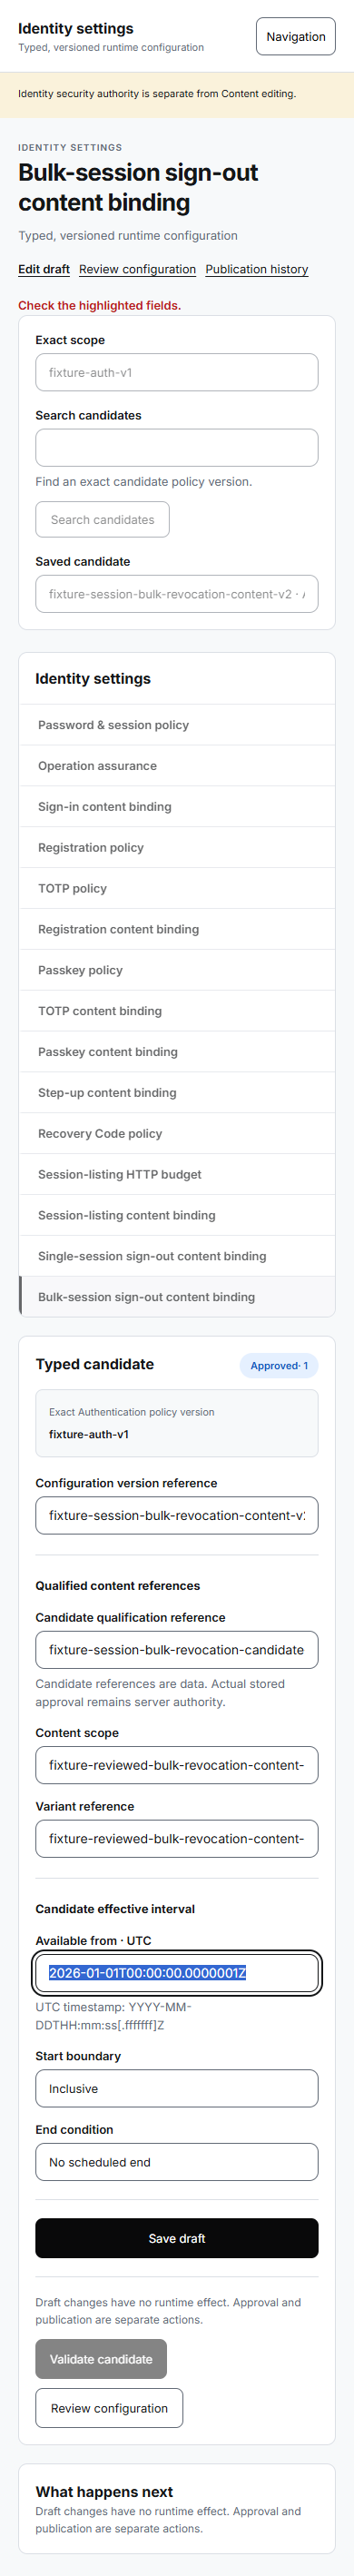 Identity settings
Typed, versioned runtime configuration
Navigation
Identity security authority is separate from Content editing.
IDENTITY SETTINGS
Bulk-session sign-out
content binding
Typed, versioned runtime configuration
Edit draft Review configuration Publication history
Check the highlighted fields.
Exact scope
fixture-auth-v1
Search candidates
Find an exact candidate policy version.
Search candidates
Saved candidate
fixture-session-bulk-revocation-content-v2 ·
Identity settings
Password & session policy
Operation assurance
Sign-in content binding
Registration policy
TOTP policy
Registration content binding
Passkey policy
TOTP content binding
Passkey content binding
Step-up content binding
Recovery Code policy
Session-listing HTTP budget
Session-listing content binding
Single-session sign-out content binding
Bulk-session sign-out content binding
Typed candidate
Approved· 1
Exact Authentication policy version
fixture-auth-v1
Configuration version reference
fixture-session-bulk-revocation-content-v
Qualified content references
Candidate qualification reference
fixture-session-bulk-revocation-candidate
Candidate references are data. Actual stored
approval remains server authority.
Content scope
fixture-reviewed-bulk-revocation-content-
Variant reference
fixture-reviewed-bulk-revocation-content-
Candidate effective interval
Available from · UTC
2026-01-01T00:00:00.0000001Z
UTC timestamp: YYYY-MM-
DDTHH:mm:ss[.fffffff]Z
Start boundary
Inclusive
End condition
No scheduled end
Save draft
Draft changes have no runtime effect. Approval and
publication are separate actions.
Validate candidate
Review configuration
What happens next
Draft changes have no runtime effect. Approval and
publication are separate actions.